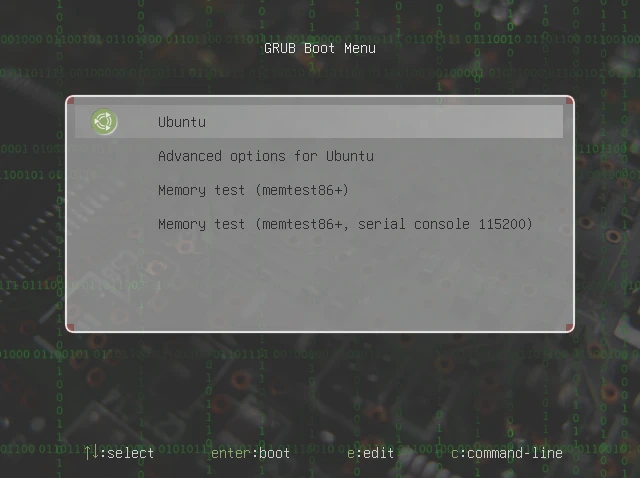 GRUB Boot Menu
Ubuntu
Advanced options for Ubuntu
Memory test (memtest86+)
Memory test (memtest86+, serial console 115200)
↑↓:select enter:boot e:edit c:command-line